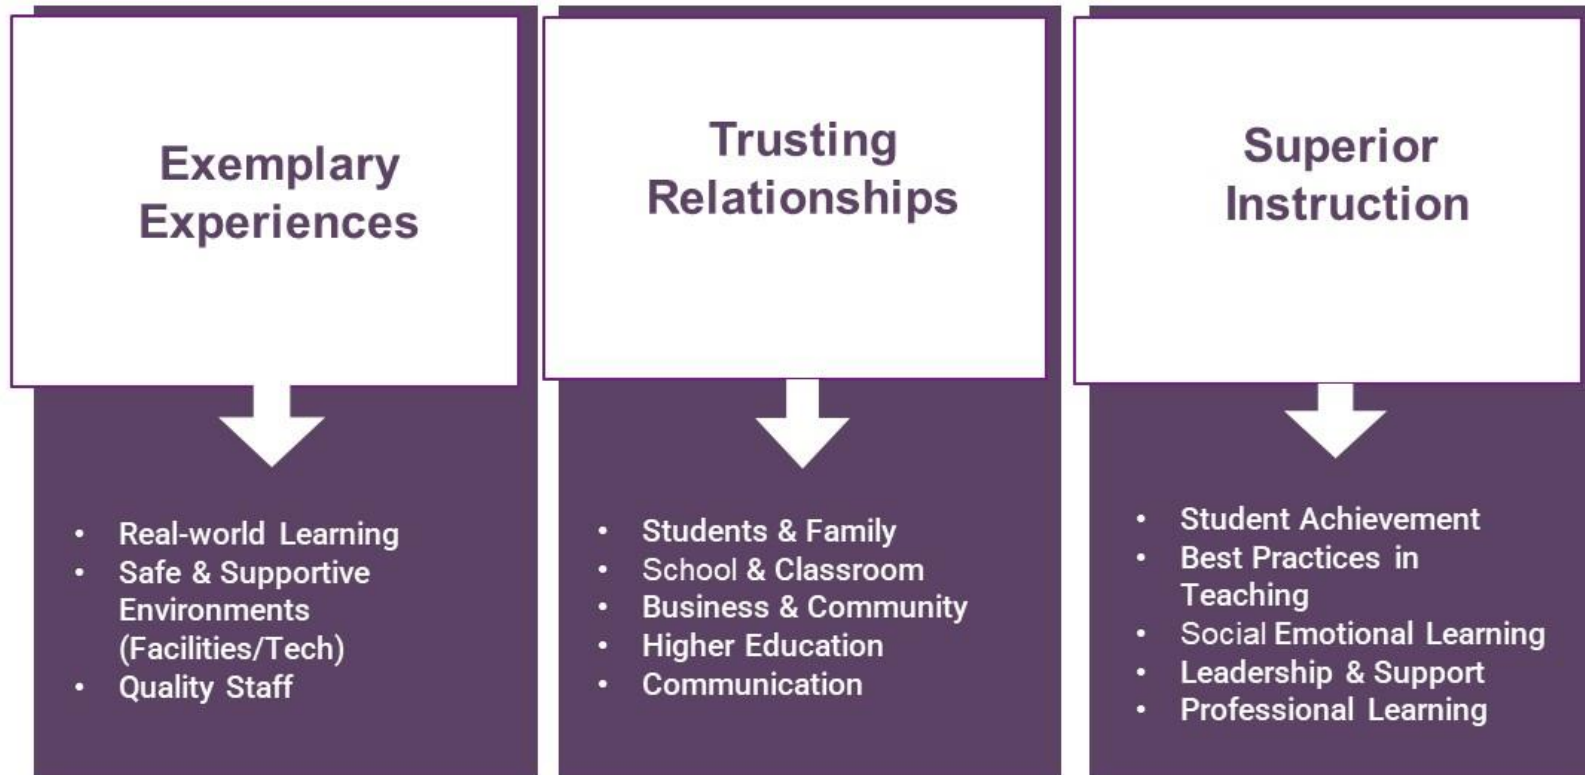 Exemplary
Experiences
• Real-world Learning
• Safe & Supportive
Environments
(Facilities/Tech)
• Quality Staff
Trusting
Relationships
• Students & Family
• School & Classroom
• Business & Community
• Higher Education
• Communication
Superior
Instruction
• Student Achievement
• Best Practices in
Teaching
• Social Emotional Learning
• Leadership & Support
• Professional Learning